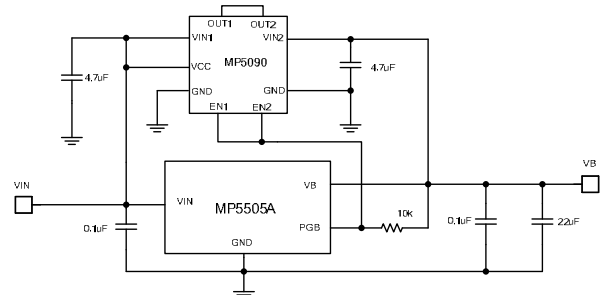 OUT1 OUT2
VIN1 VIN2
4.7uF VCC MP5090 4.7uF
GND GND
EN1 EN2
VIN VB
VIN MP5505A VB
10k
0.1uF PGB 0.1uF 22uF
GND